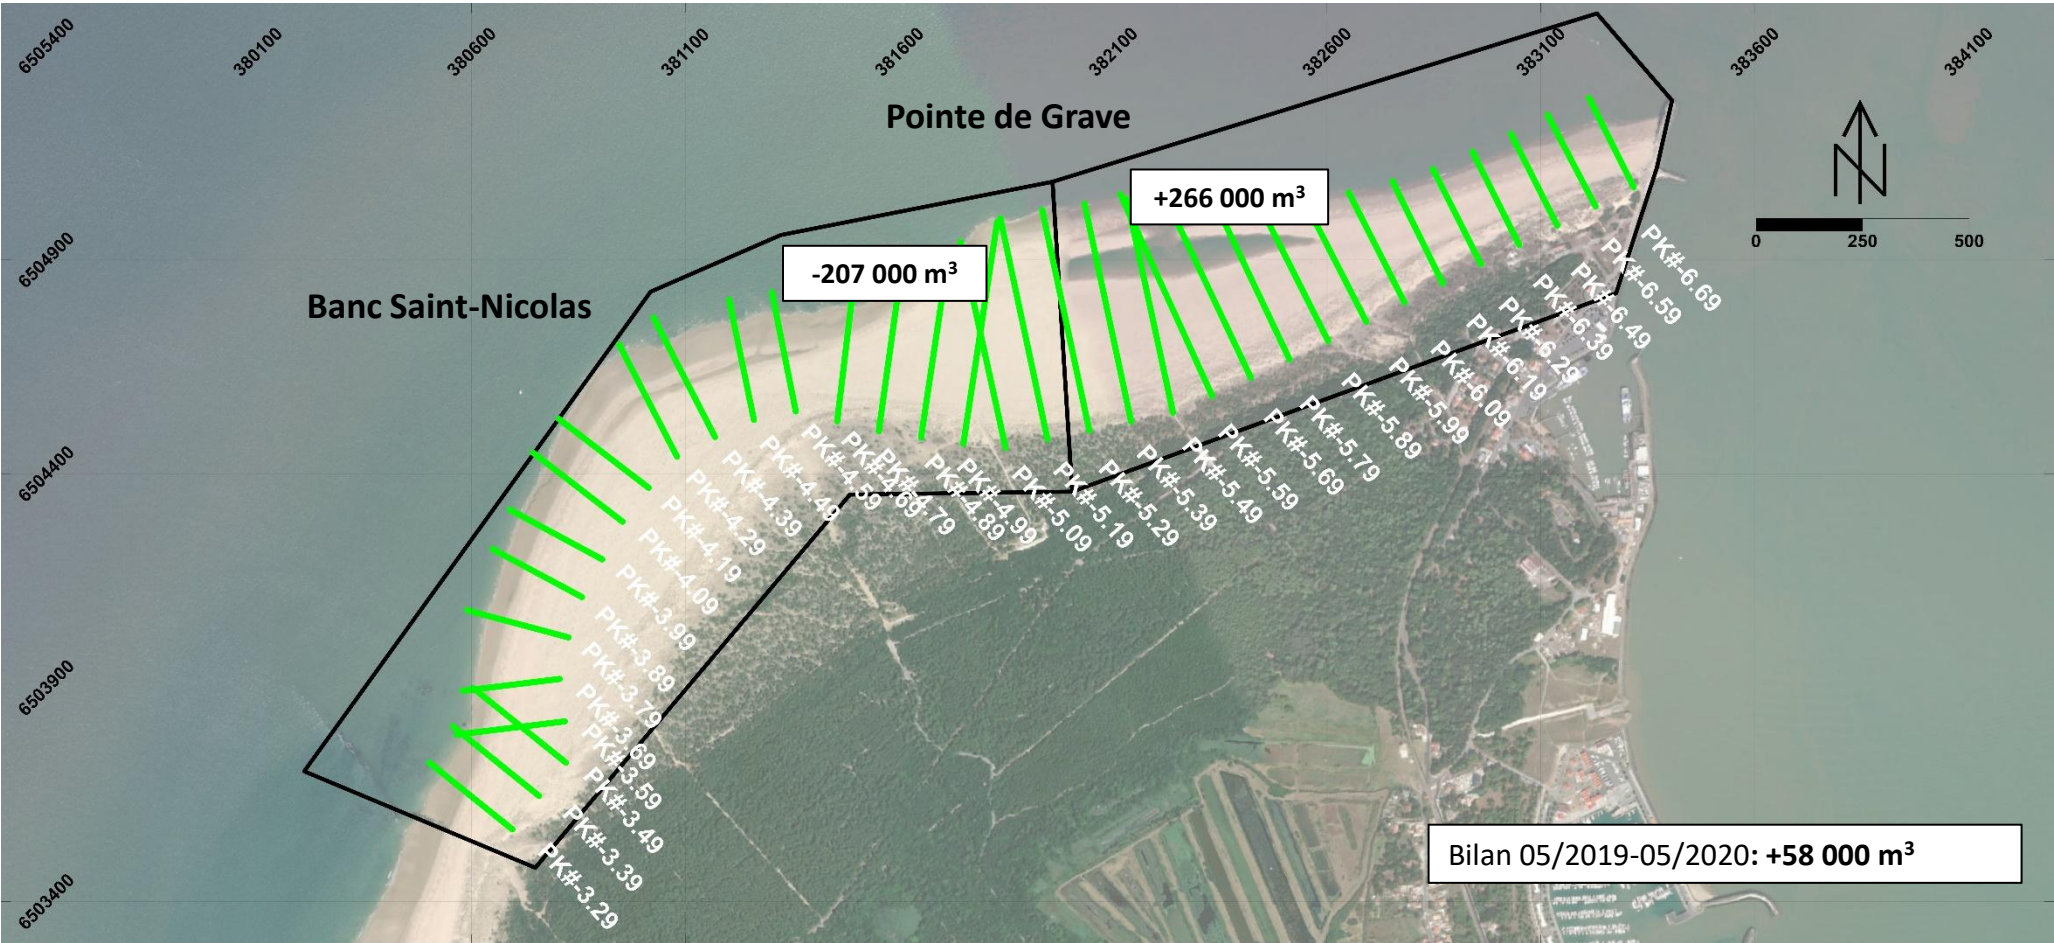 6505400
380100
380600
381100
381600
382100
382600
383100
383600
384100
Pointe de Grave
+266 000 m³
6504900
-207 000 m³
0 250 500
Banc Saint-Nicolas
N
PK#-6.69
PK#-6.59
PK#-6.49
PK#-6.39
PK#-6.29
PK#-6.19
PK#-6.09
PK#-5.99
PK#-5.89
PK#-5.79
PK#-5.69
PK#-5.59
PK#-5.49
PK#-5.39
PK#-5.29
PK#-5.19
PK#-5.09
PK#-4.99
PK#-4.89
PK#-4.79
PK#-4.69
PK#-4.59
PK#-4.49
PK#-4.39
PK#-4.29
PK#-4.19
PK#-4.09
PK#-3.99
PK#-3.89
PK#-3.79
PK#-3.69
PK#-3.59
PK#-3.49
PK#-3.39
PK#-3.29
6504400
6503900
6503400
Bilan 05/2019-05/2020: +58 000 m³